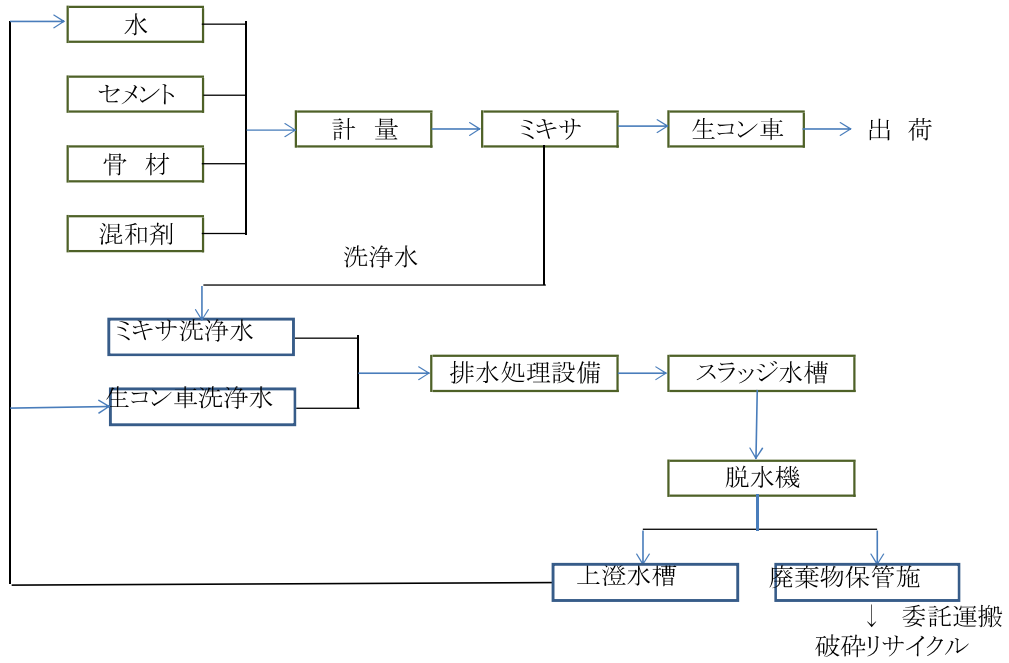 水
セメント
骨　材
混和剤
計　量
ミキサ
生コン車
出　荷
洗浄水
ミキサ洗浄水
生コン車洗浄水
排水処理設備
スラッジ水槽
脱水機
上澄水槽
廃棄物保管施
↓　委託運搬
破砕リサイクル